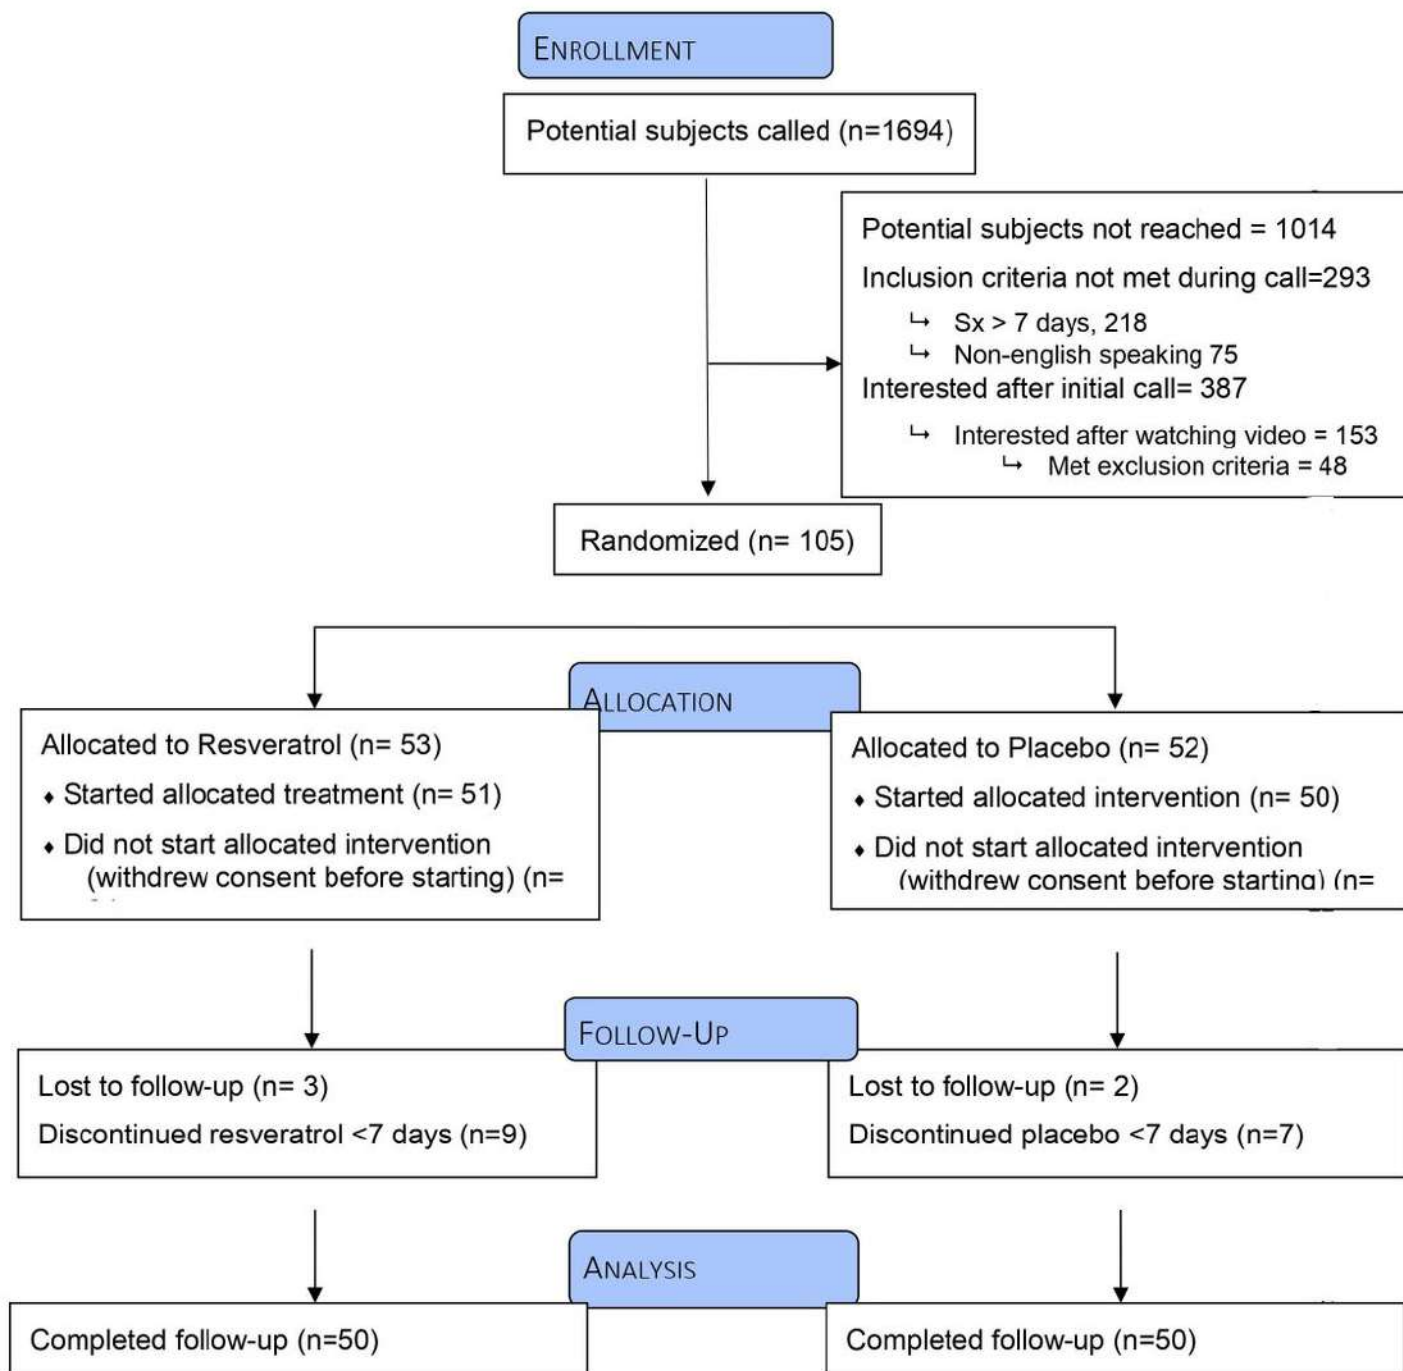 ENROLLMENT
Potential subjects called (n=1694)
Potential subjects not reached = 1014
Inclusion criteria not met during call=293
↳ Sx > 7 days, 218
↳ Non-english speaking 75
Interested after initial call= 387
↳ Interested after watching video = 153
↳ Met exclusion criteria = 48
Randomized (n= 105)
ALLOCATION
Allocated to Resveratrol (n= 53)
♦ Started allocated treatment (n= 51)
♦ Did not start allocated intervention
(withdrew consent before starting) (n=
Allocated to Placebo (n= 52)
♦ Started allocated intervention (n= 50)
♦ Did not start allocated intervention
(withdrew consent before starting) (n=
FOLLOW-UP
Lost to follow-up (n= 3)
Discontinued resveratrol <7 days (n=9)
Lost to follow-up (n= 2)
Discontinued placebo <7 days (n=7)
ANALYSIS
Completed follow-up (n=50)
Completed follow-up (n=50)